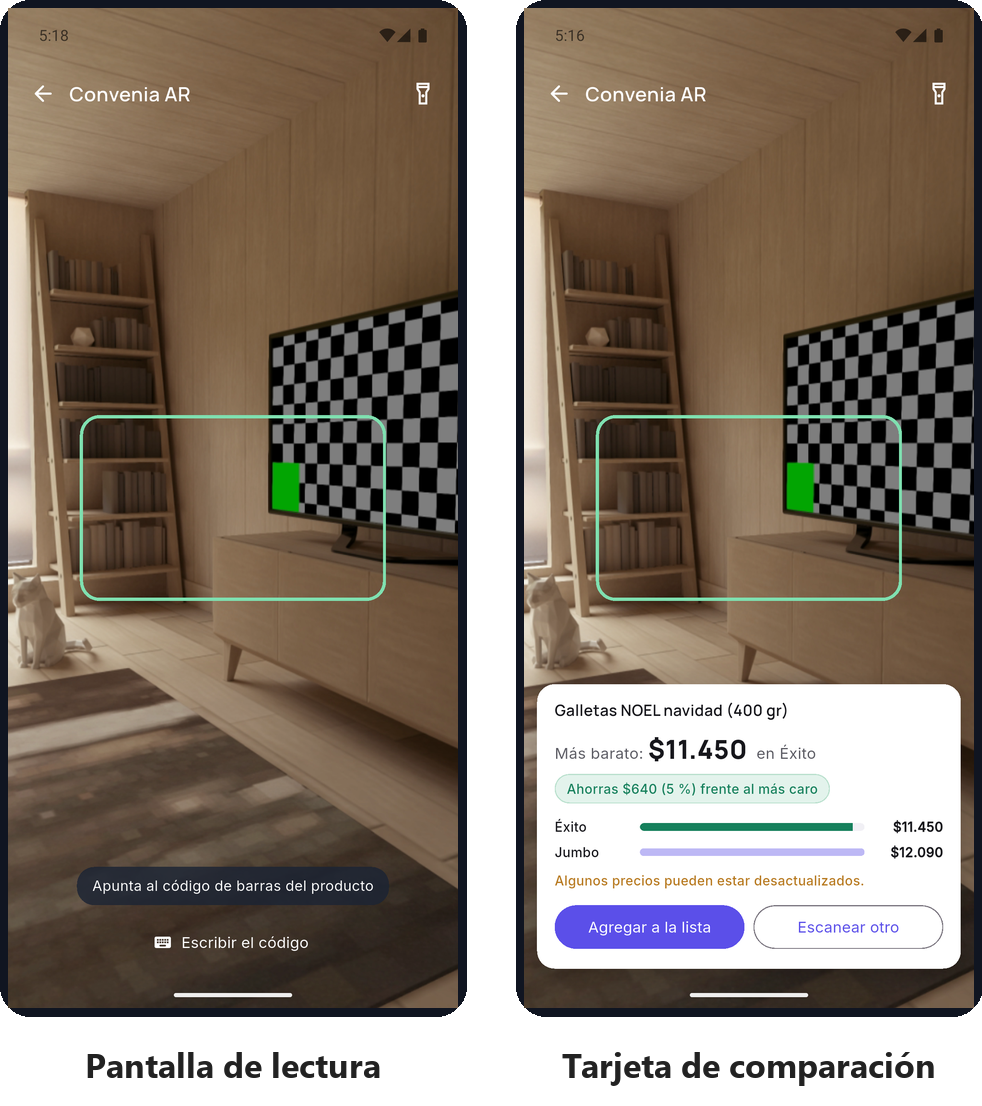 5:18
Convenia AR
Apunta al código de barras del producto
Escribir el código
Pantalla de lectura
5:16
Convenia AR
Galletas NOEL navidad (400 gr)
Más barato: $11.450 en Éxito
Ahorras $640 (5 %) frente al más caro
Éxito $11.450
Jumbo $12.090
Algunos precios pueden estar desactualizados.
Agregar a la lista Escanear otro
Tarjeta de comparación